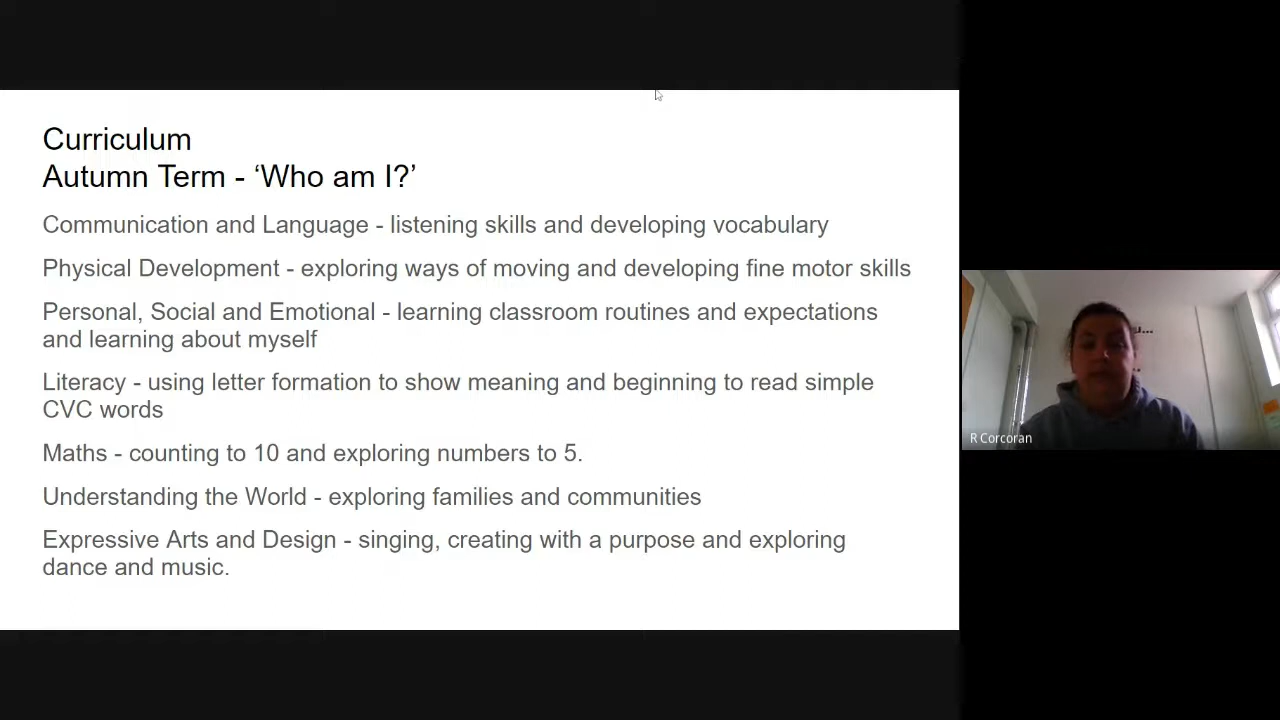 Curriculum
Autumn Term - ‘Who am I?’
Communication and Language - listening skills and developing vocabulary
Physical Development - exploring ways of moving and developing fine motor skills
Personal, Social and Emotional - learning classroom routines and expectations
and learning about myself
Literacy - using letter formation to show meaning and beginning to read simple
CVC words
Maths - counting to 10 and exploring numbers to 5.
Understanding the World - exploring families and communities
Expressive Arts and Design - singing, creating with a purpose and exploring
dance and music.
R Corcoran